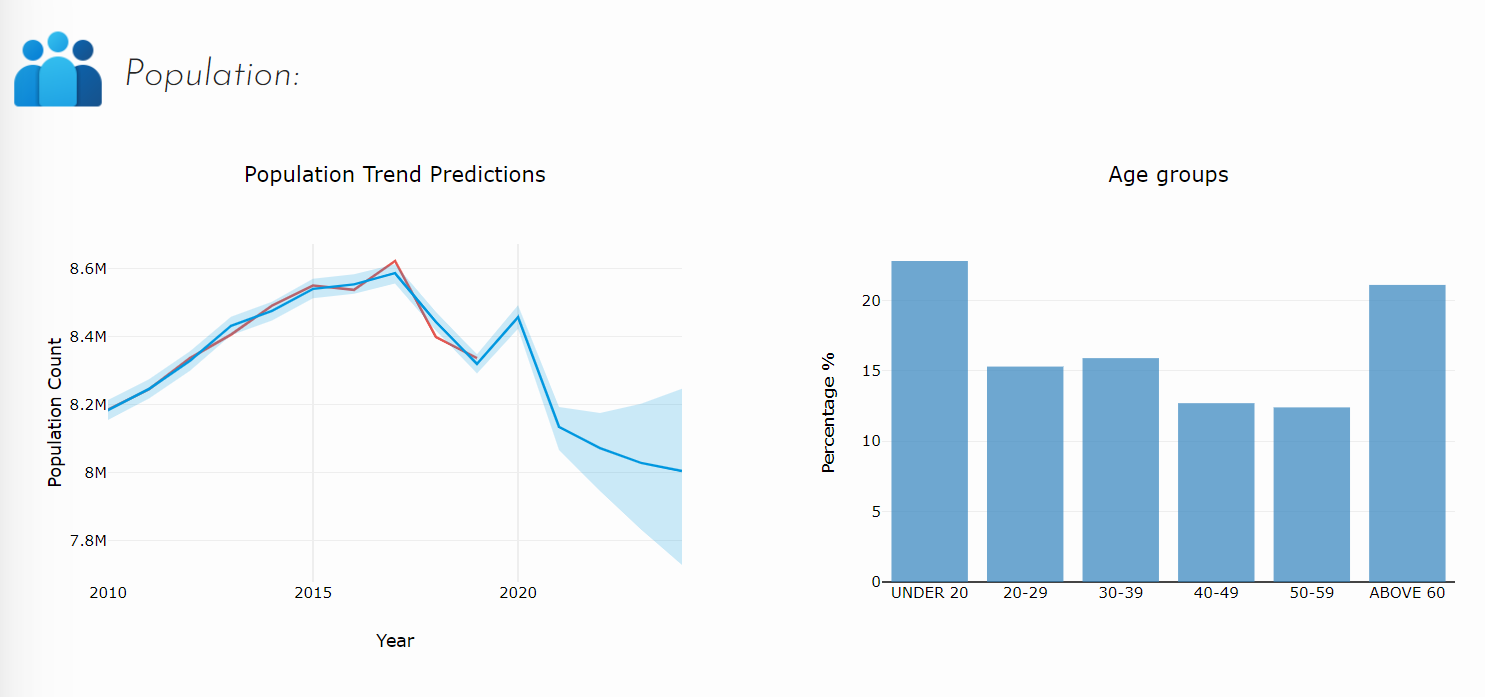 Population:
Population Trend Predictions
8.6M
8.4M
8.2M
8M
7.8M
Population Count
2010 2015 2020
Year
Age groups
20
15
10
5
0
Percentage %
UNDER 20 20-29 30-39 40-49 50-59 ABOVE 60